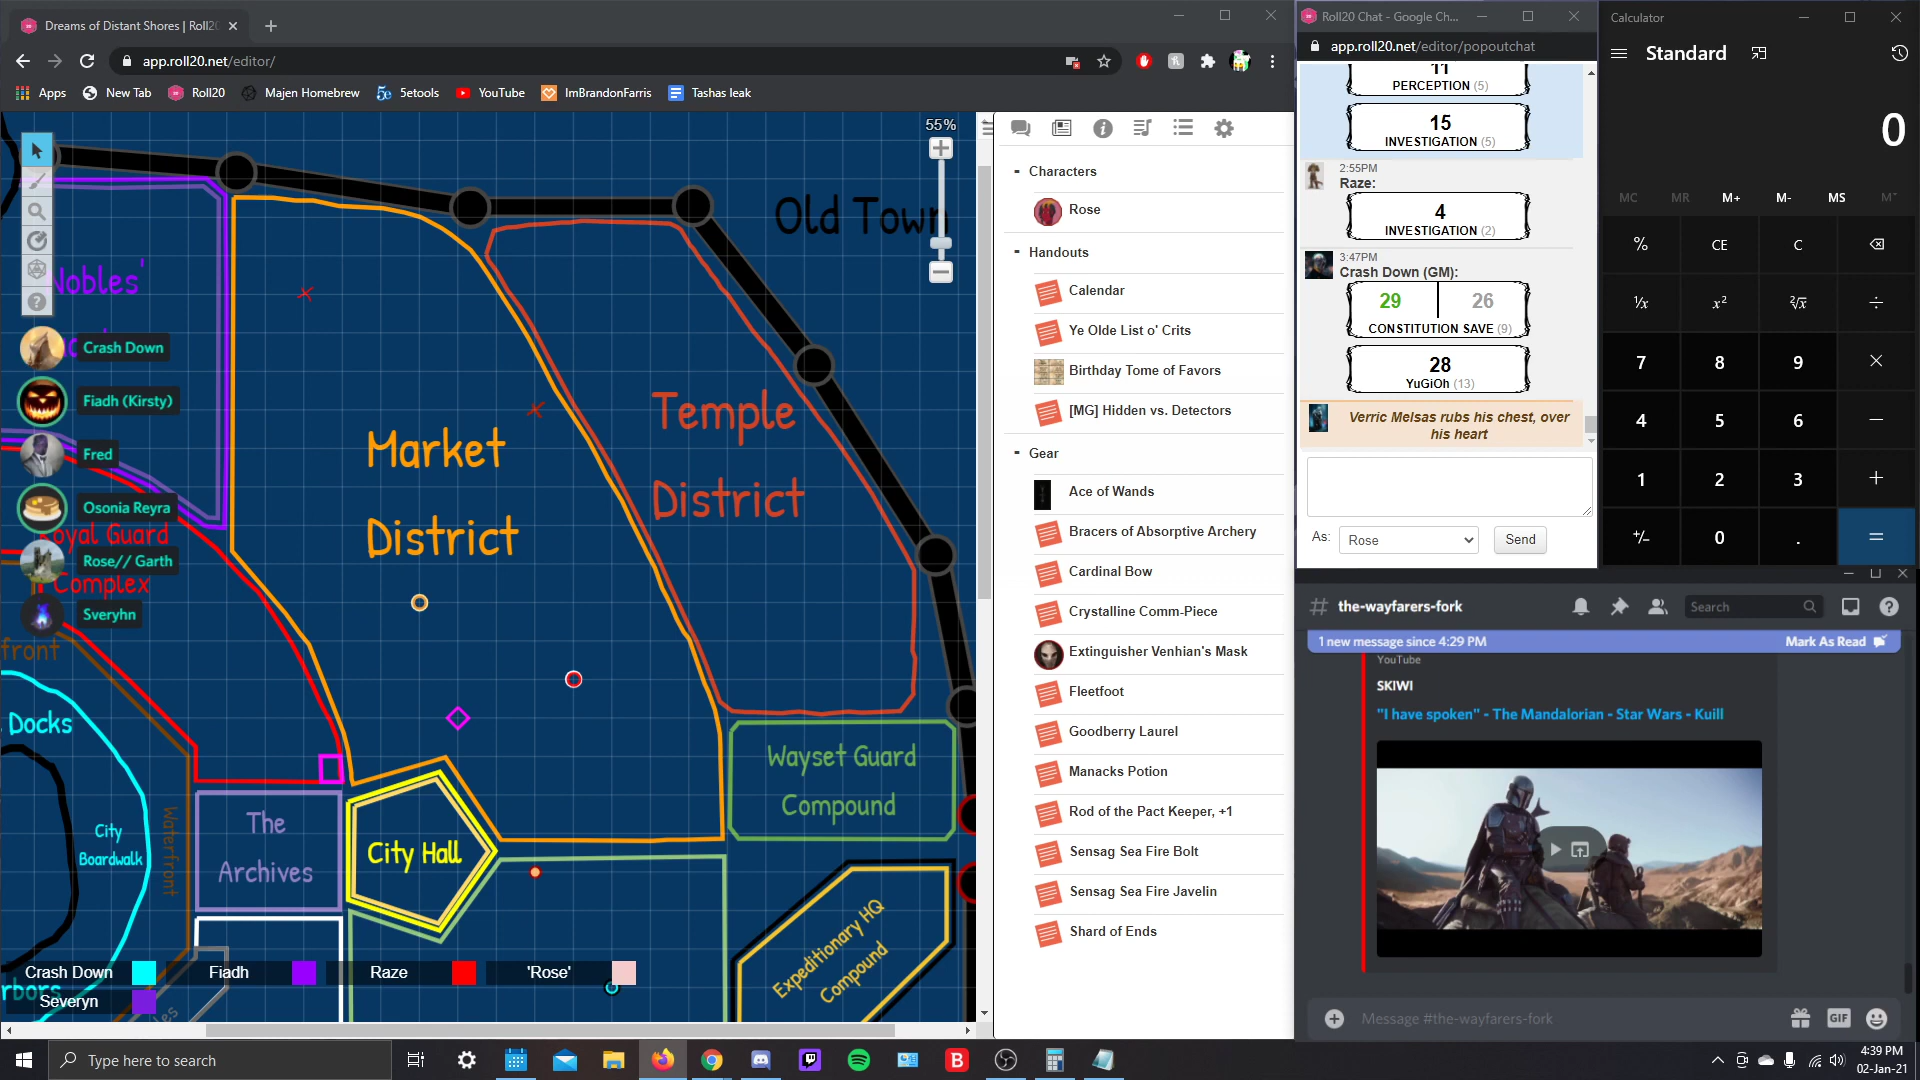 Dreams of Distant Shores | Roll20
app.roll20.net/editor/
Apps
New Tab
Roll20
Majen Homebrew
5etools
YouTube
ImBrandonFarris
Tashas leak
55%
Old Town
Nobles'
Market
District
Temple
District
Royal Guard
Complex
front
Docks
City
Boardwalk
Waterfront
The
Archives
City Hall
Wayset Guard
Compound
Expeditionary HQ
Compound
Crash Down
Fiadh (Kirsty)
Fred
Osonia Reyra
Rose// Garth
Sveryhn
Crash Down
Fiadh
Raze
'Rose'
Severyn
Characters
Rose
Handouts
Calendar
Ye Olde List o' Crits
Birthday Tome of Favors
[MG] Hidden vs. Detectors
Gear
Ace of Wands
Bracers of Absorptive Archery
Cardinal Bow
Crystalline Comm-Piece
Extinguisher Venhian's Mask
Fleetfoot
Goodberry Laurel
Manacks Potion
Rod of the Pact Keeper, +1
Sensag Sea Fire Bolt
Sensag Sea Fire Javelin
Shard of Ends
Roll20 Chat - Google Ch...
app.roll20.net/editor/popoutchat
11
PERCEPTION (5)
15
INVESTIGATION (5)
2:55PM
Raze:
4
INVESTIGATION (2)
3:47PM
Crash Down (GM):
29 26
CONSTITUTION SAVE (9)
28
YuGiOh (13)
Verric Melsas rubs his chest, over
his heart
As: Rose
Send
Calculator
Standard
0
MC MR M+ M- MS M˅
% CE C
¹/x x² ²√x ÷
7 8 9 ×
4 5 6 −
1 2 3 +
+/- 0 . =
# the-wayfarers-fork
Search
1 new message since 4:29 PM
Mark As Read
YouTube
SKIWI
"I have spoken" - The Mandalorian - Star Wars - Kuill
Message #the-wayfarers-fork
GIF
Type here to search
4:39 PM
02-Jan-21